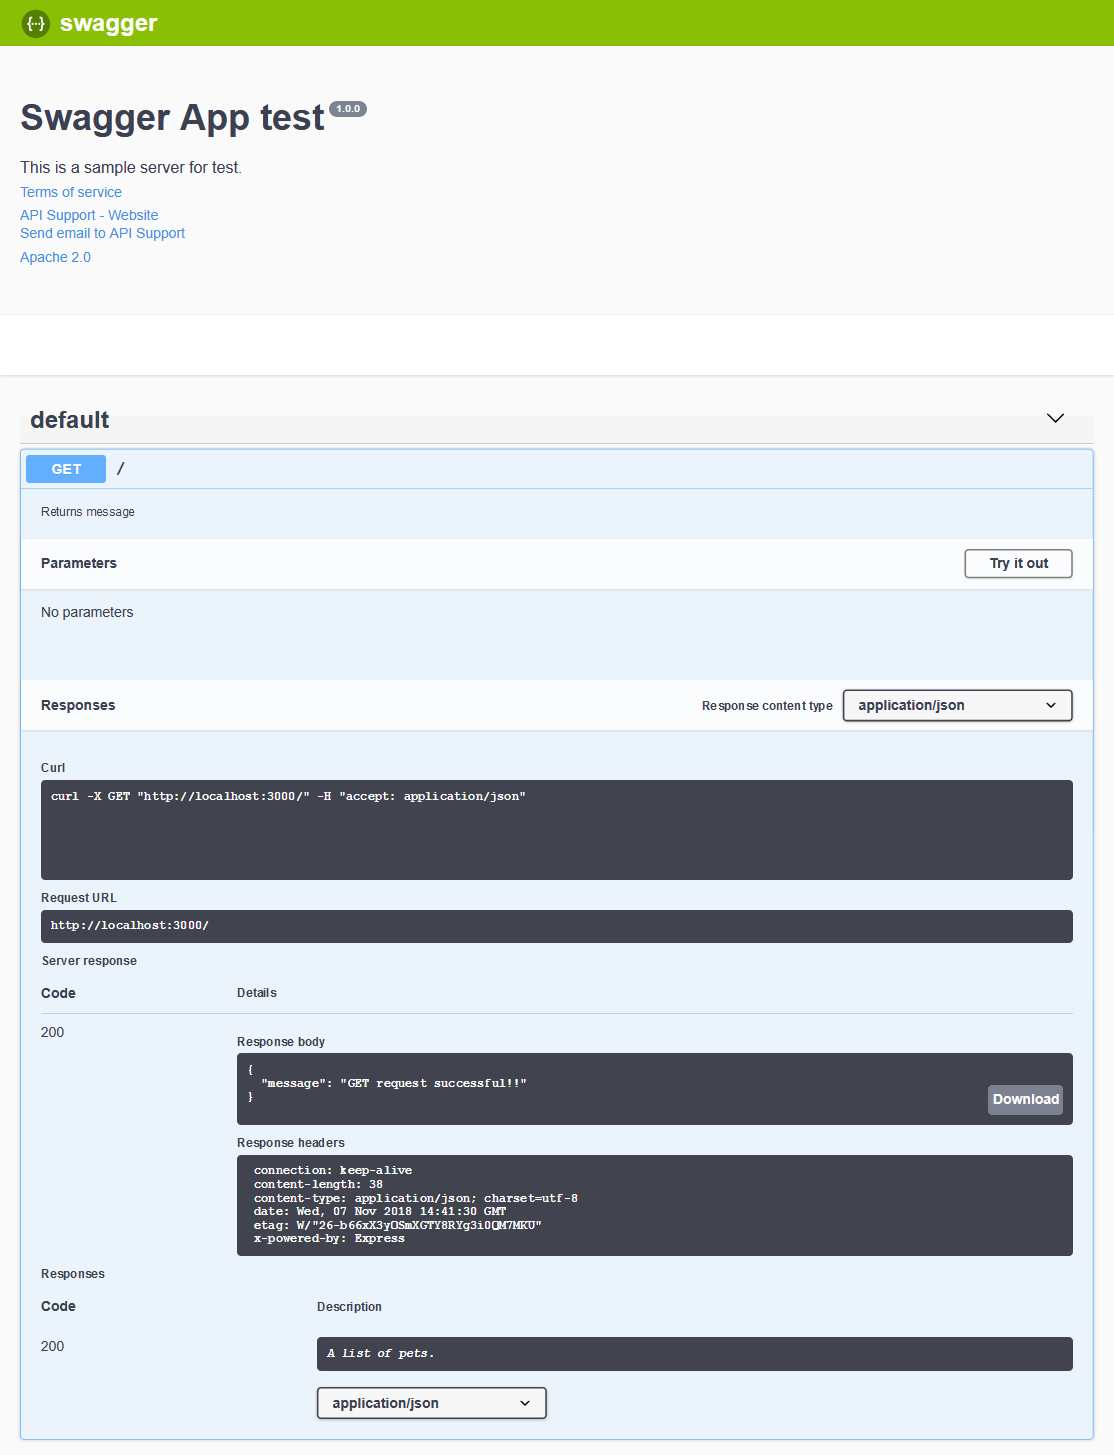 swagger
Swagger App test 1.0.0
This is a sample server for test.
Terms of service
API Support - Website
Send email to API Support
Apache 2.0
default
GET /
Returns message
Parameters Try it out
No parameters
Responses Response content type application/json
Curl
curl -X GET "http://localhost:3000/" -H "accept: application/json"
Request URL
http://localhost:3000/
Server response
Code Details
200
Response body
{
"message": "GET request successful!!"
}
Download
Response headers
connection: keep-alive
content-length: 38
content-type: application/json; charset=utf-8
date: Wed, 07 Nov 2018 14:41:30 GMT
etag:
x-powered-by: Express
Responses
Code Description
200
A list of pets.
application/json